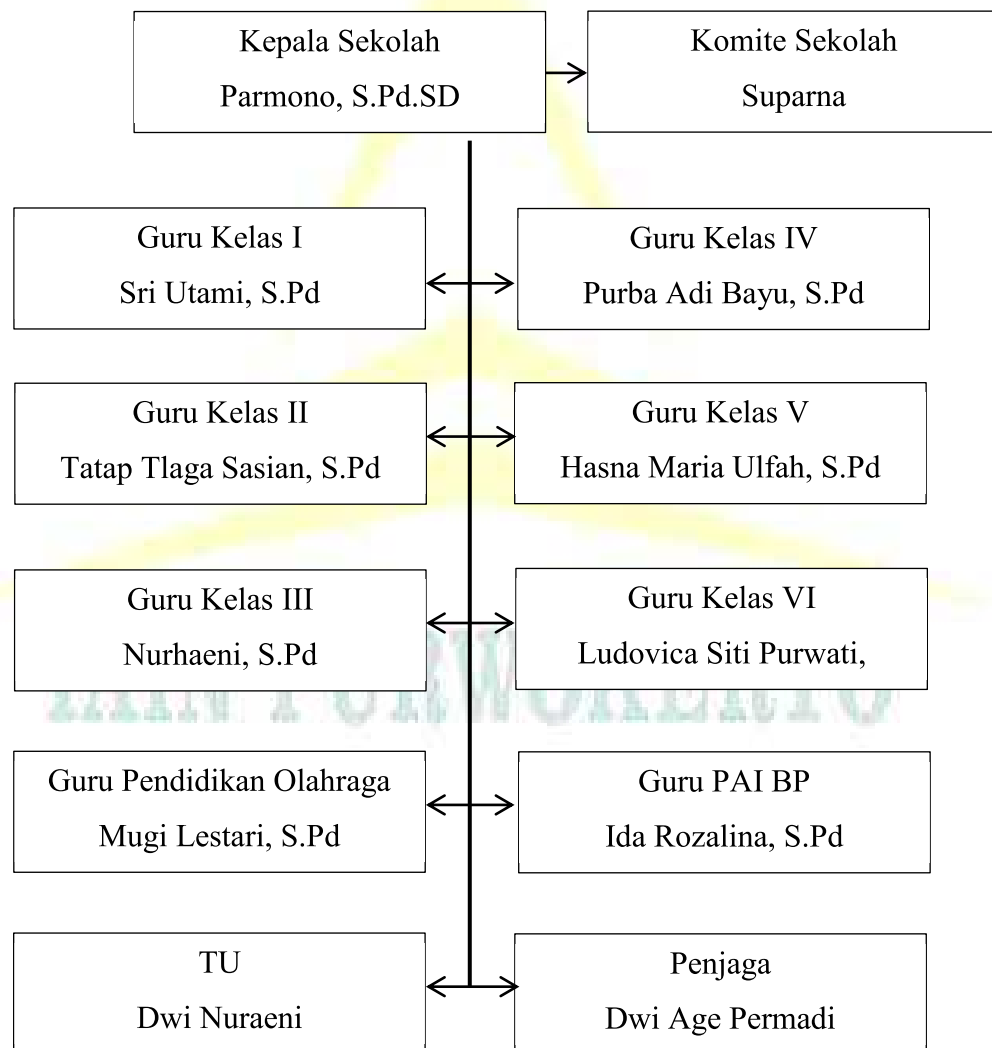 Kepala Sekolah
Parmono, S.Pd.SD
Komite Sekolah
Suparna
Guru Kelas I
Sri Utami, S.Pd
Guru Kelas IV
Purba Adi Bayu, S.Pd
Guru Kelas II
Tatap Tlaga Sasian, S.Pd
Guru Kelas V
Hasna Maria Ulfah, S.Pd
Guru Kelas III
Nurhaeni, S.Pd
Guru Kelas VI
Ludovica Siti Purwati,
IAIN PURWOKERTO
Guru Pendidikan Olahraga
Mugi Lestari, S.Pd
Guru PAI BP
Ida Rozalina, S.Pd
TU
Dwi Nuraeni
Penjaga
Dwi Age Permadi